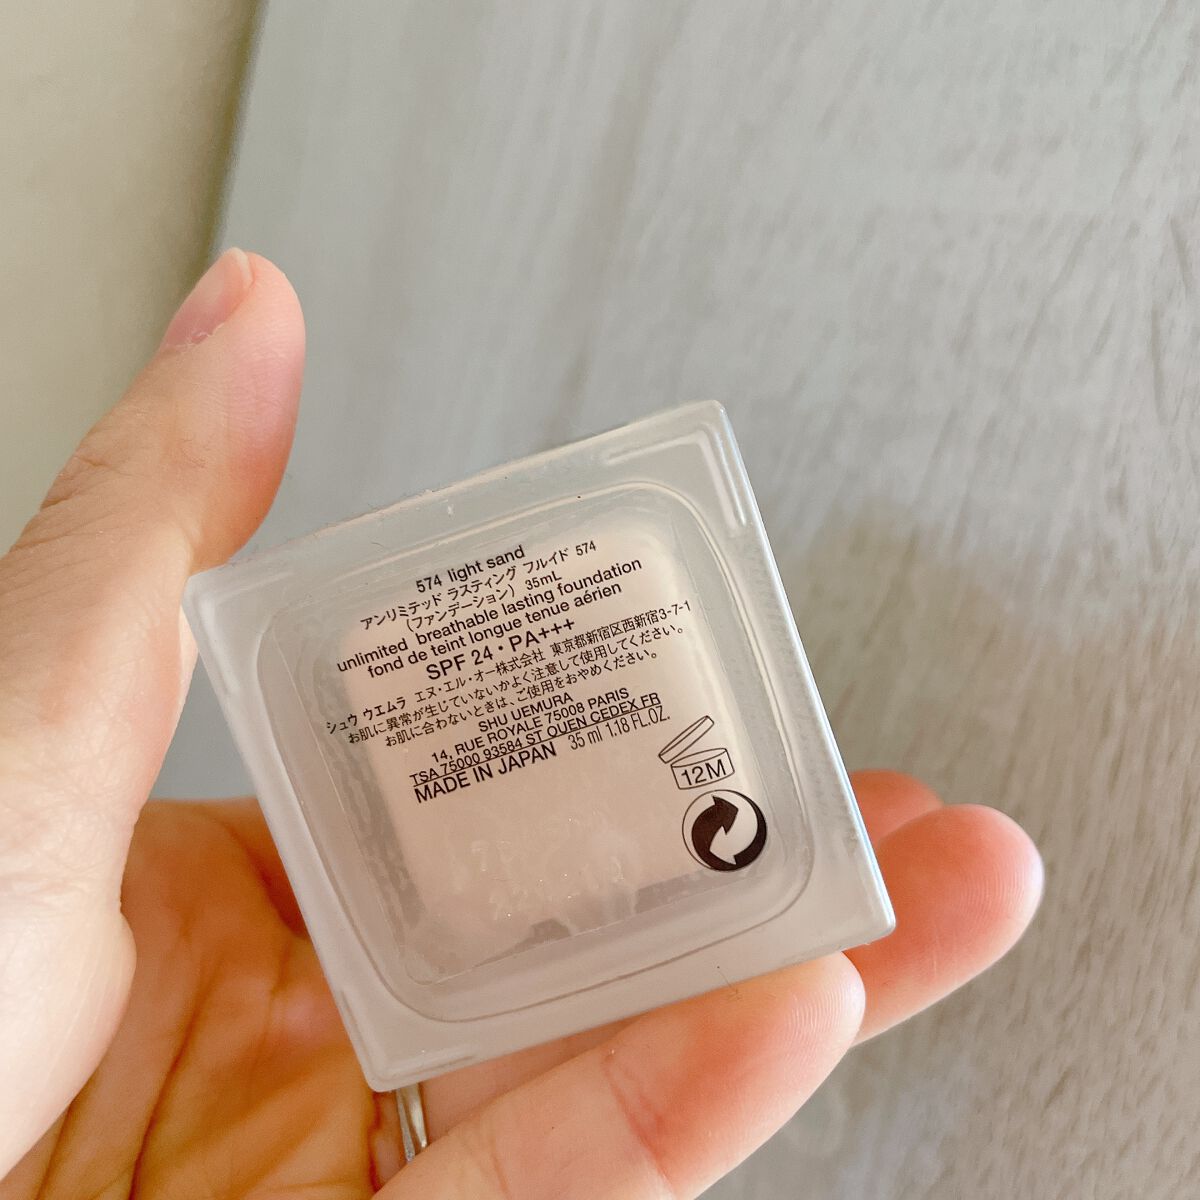 574 light sand
アンリミテッド ラスティング フルイド 574
（ファンデーション） 35mL
unlimited breathable lasting foundation
fond de teint longue tenue aérien
SPF 24・PA+++
シュウ ウエムラ エヌ・エル・オー株式会社 東京都新宿区西新宿3-7-1
お肌に異常が生じていないかよく注意して使用してください。
お肌に合わないときは、ご使用をおやめください。
SHU UEMURA
14, RUE ROYALE 75008 PARIS
TSA 75000 93584 ST OUEN CEDEX FR
MADE IN JAPAN 35 ml 1.18 FL.OZ.
12M